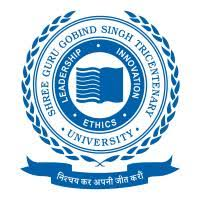 SHREE GURU GOBIND SINGH TRICENTENARY
UNIVERSITY
LEADERSHIP • INNOVATION
• ETHICS •
निश्चय कर अपनी जीत करौं